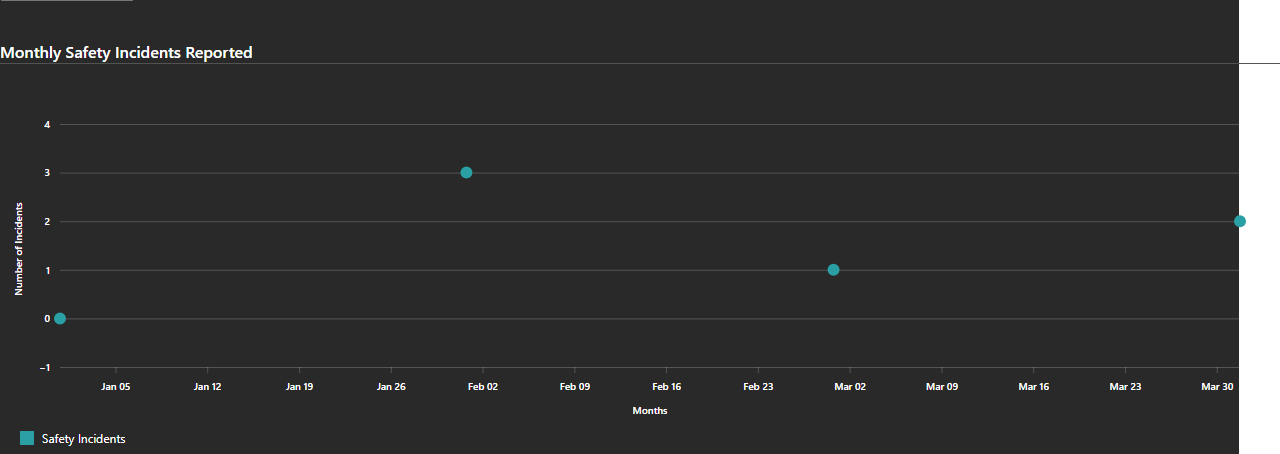 Monthly Safety Incidents Reported
4
3
2
1
0
−1
Number of Incidents
Jan 05 Jan 12 Jan 19 Jan 26 Feb 02 Feb 09 Feb 16 Feb 23 Mar 02 Mar 09 Mar 16 Mar 23 Mar 30
Months
Safety Incidents